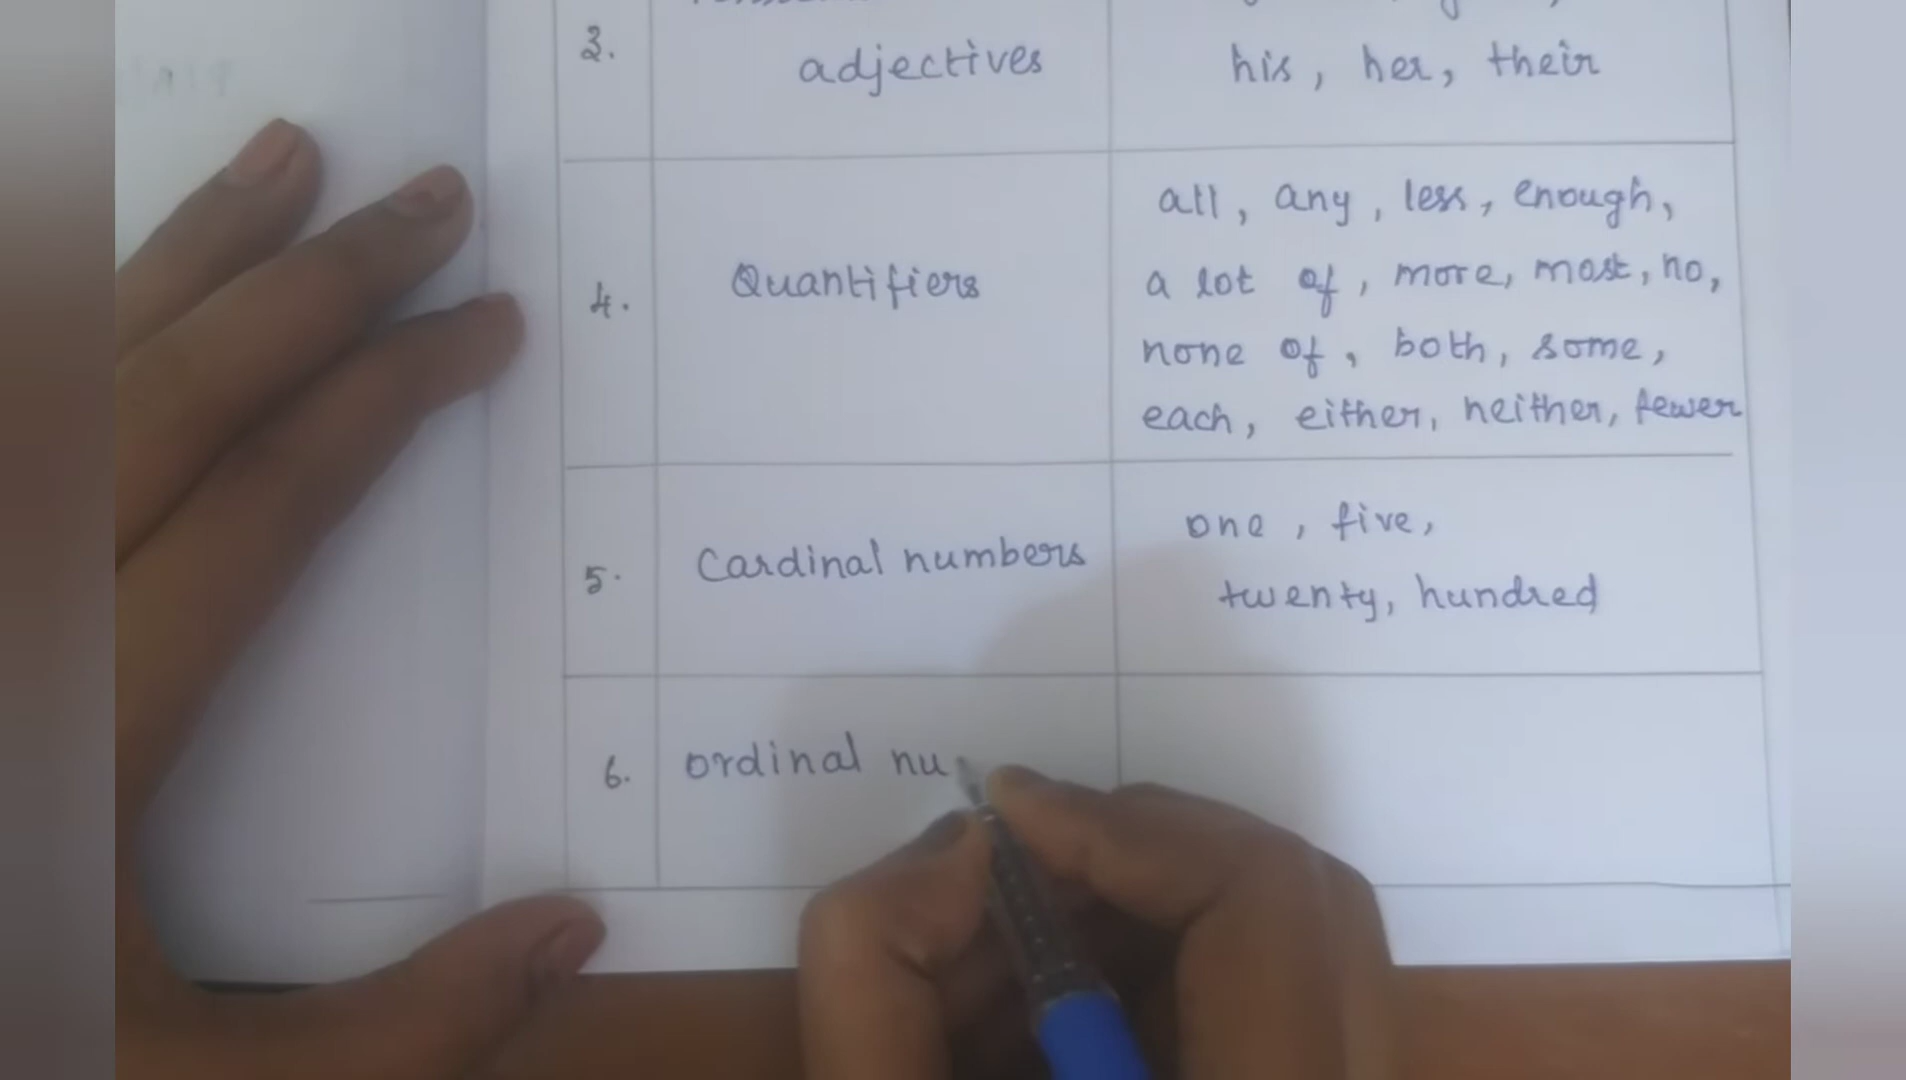 3.
adjectives
his, her, their
4.
Quantifiers
all, any, less, enough,
a lot of, more, most, no,
none of, both, some,
each, either, neither, fewer
5.
Cardinal numbers
one, five,
twenty, hundred
6.
ordinal nu